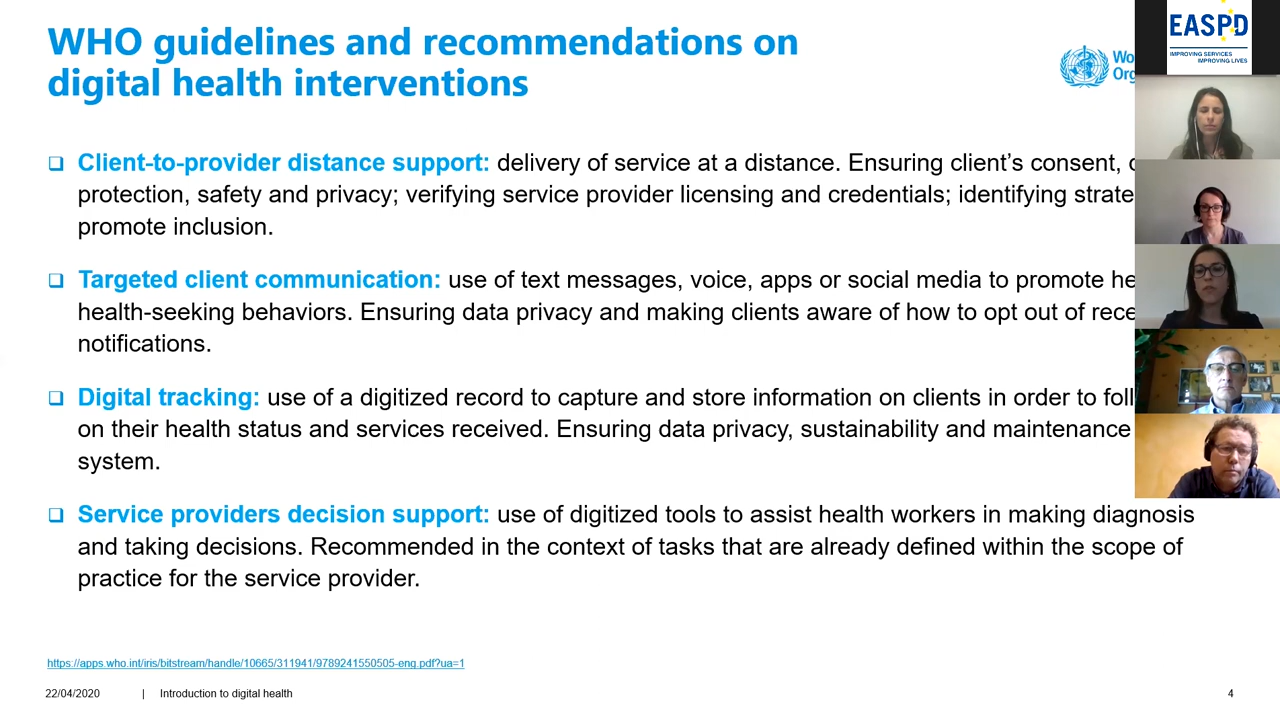 WHO guidelines and recommendations on
digital health interventions
EASPD
IMPROVING SERVICES
IMPROVING LIVES
❑ Client-to-provider distance support: delivery of service at a distance. Ensuring client’s consent,
protection, safety and privacy; verifying service provider licensing and credentials; identifying
promote inclusion.
❑ Targeted client communication: use of text messages, voice, apps or social media to promote
health-seeking behaviors. Ensuring data privacy and making clients aware of how to opt out of
notifications.
❑ Digital tracking: use of a digitized record to capture and store information on clients in order to
on their health status and services received. Ensuring data privacy, sustainability and maintenance
system.
❑ Service providers decision support: use of digitized tools to assist health workers in making diagnosis
and taking decisions. Recommended in the context of tasks that are already defined within the scope of
practice for the service provider.
https://apps.who.int/iris/bitstream/handle/10665/311941/9789241550505-eng.pdf?ua=1
22/04/2020 | Introduction to digital health 4